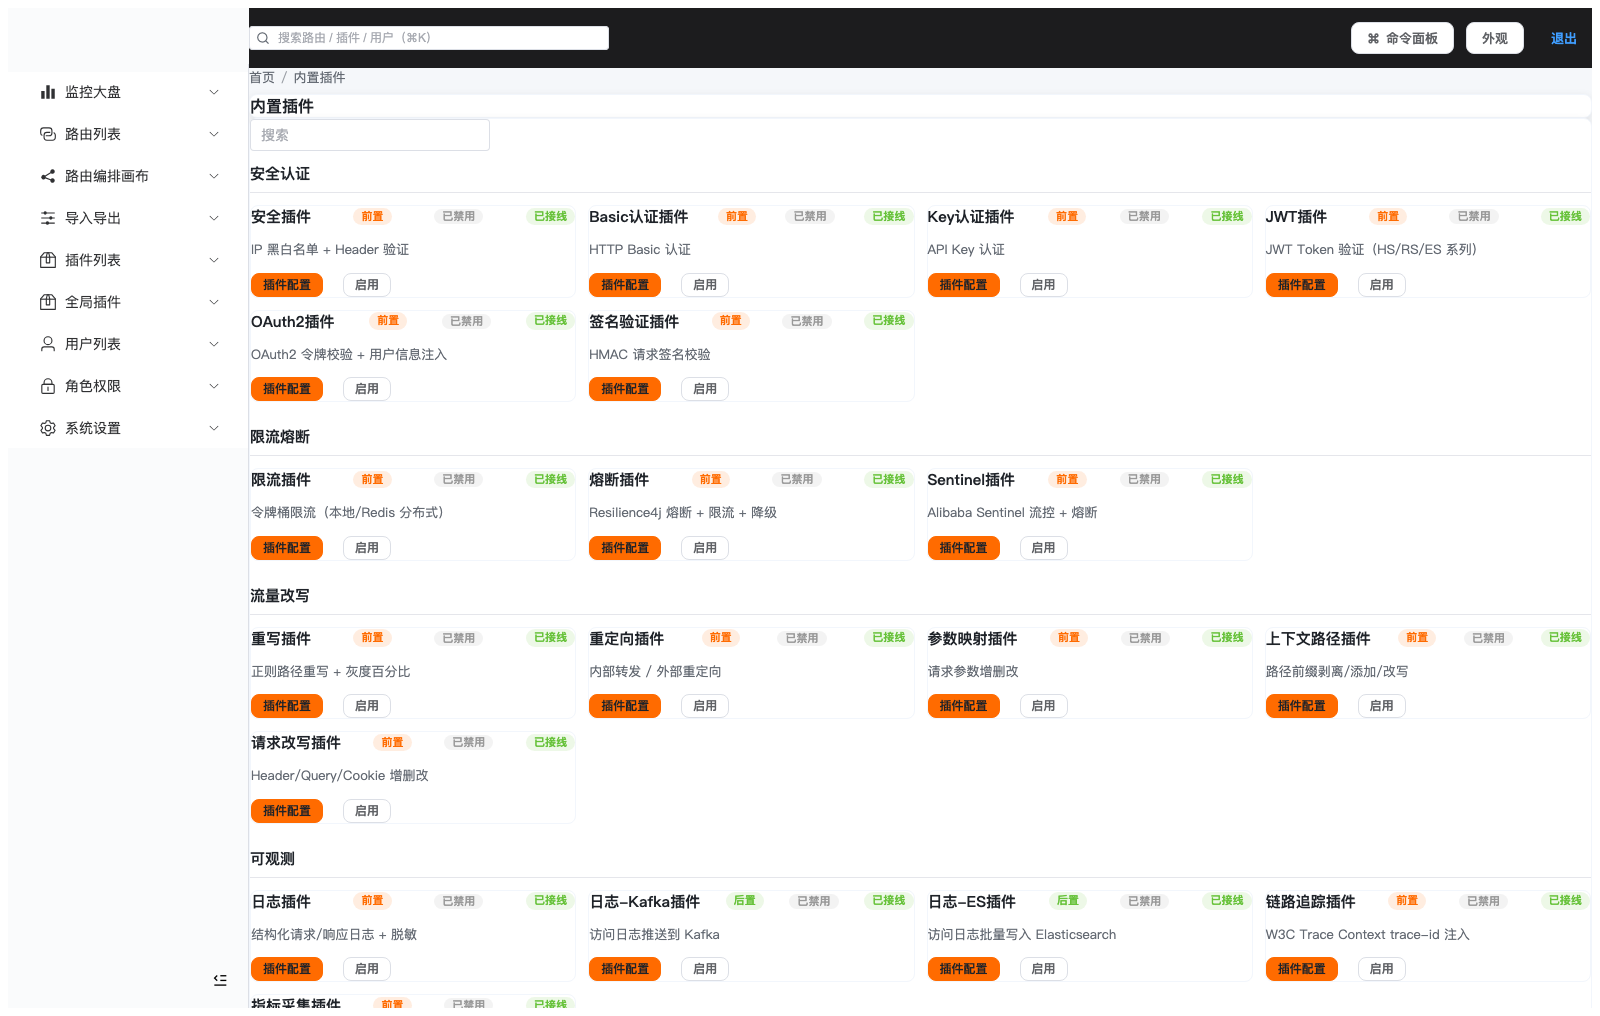 搜索路由 / 插件 / 用户（⌘K）
⌘ 命令面板
外观
退出
监控大盘
路由列表
路由编排画布
导入导出
插件列表
全局插件
用户列表
角色权限
系统设置
首页 / 内置插件
内置插件
搜索
安全认证
安全插件 前置 已禁用 已接线
IP 黑白名单 + Header 验证
插件配置 启用
Basic认证插件 前置 已禁用 已接线
HTTP Basic 认证
插件配置 启用
Key认证插件 前置 已禁用 已接线
API Key 认证
插件配置 启用
JWT插件 前置 已禁用 已接线
JWT Token 验证（HS/RS/ES 系列）
插件配置 启用
OAuth2插件 前置 已禁用 已接线
OAuth2 令牌校验 + 用户信息注入
插件配置 启用
签名验证插件 前置 已禁用 已接线
HMAC 请求签名校验
插件配置 启用
限流熔断
限流插件 前置 已禁用 已接线
令牌桶限流（本地/Redis 分布式）
插件配置 启用
熔断插件 前置 已禁用 已接线
Resilience4j 熔断 + 限流 + 降级
插件配置 启用
Sentinel插件 前置 已禁用 已接线
Alibaba Sentinel 流控 + 熔断
插件配置 启用
流量改写
重写插件 前置 已禁用 已接线
正则路径重写 + 灰度百分比
插件配置 启用
重定向插件 前置 已禁用 已接线
内部转发 / 外部重定向
插件配置 启用
参数映射插件 前置 已禁用 已接线
请求参数增删改
插件配置 启用
上下文路径插件 前置 已禁用 已接线
路径前缀剥离/添加/改写
插件配置 启用
请求改写插件 前置 已禁用 已接线
Header/Query/Cookie 增删改
插件配置 启用
可观测
日志插件 前置 已禁用 已接线
结构化请求/响应日志 + 脱敏
插件配置 启用
日志-Kafka插件 后置 已禁用 已接线
访问日志推送到 Kafka
插件配置 启用
日志-ES插件 后置 已禁用 已接线
访问日志批量写入 Elasticsearch
插件配置 启用
链路追踪插件 前置 已禁用 已接线
W3C Trace Context trace-id 注入
插件配置 启用
指标采集插件 前置 已禁用 已接线